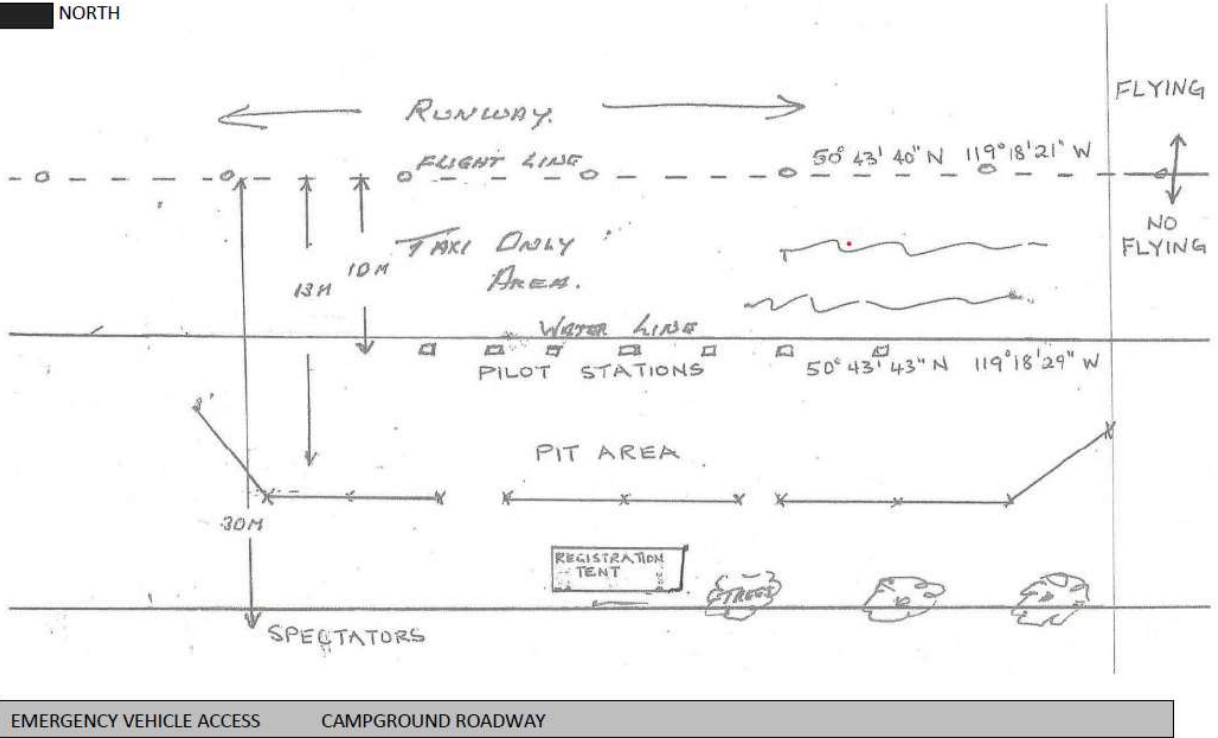 NORTH
FLYING
RUNWAY.
FLIGHT LINE
50° 43' 40" N 119° 18' 21" W
NO
FLYING
TAXI ONLY
AREA.
10M
13M
WATER LINE
PILOT STATIONS
50° 43' 43" N 119° 18' 29" W
PIT AREA
30M
REGISTRATION
TENT
TREES
SPECTATORS
EMERGENCY VEHICLE ACCESS CAMPGROUND ROADWAY